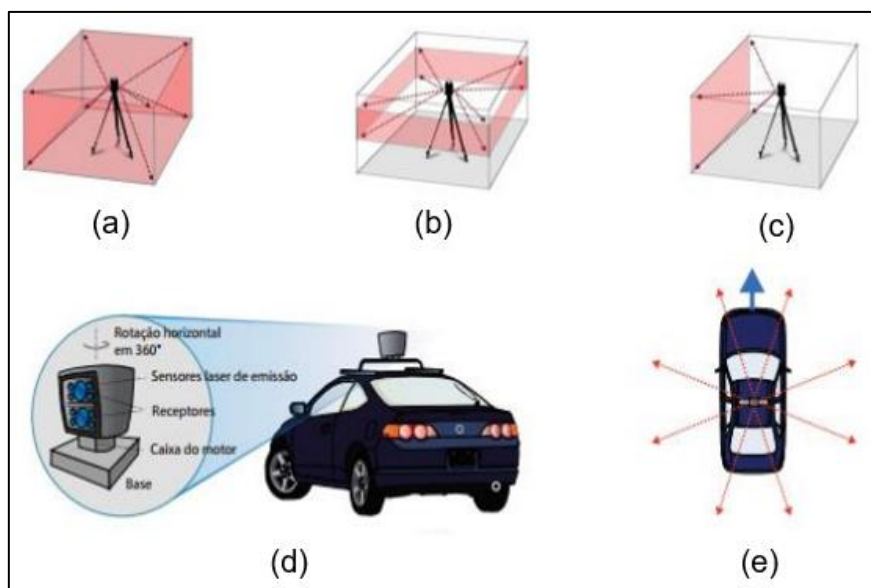 (a)
(b)
(c)
Rotação horizontal
em 360°
Sensores laser de emissão
Receptores
Caixa do motor
Base
(d)
(e)